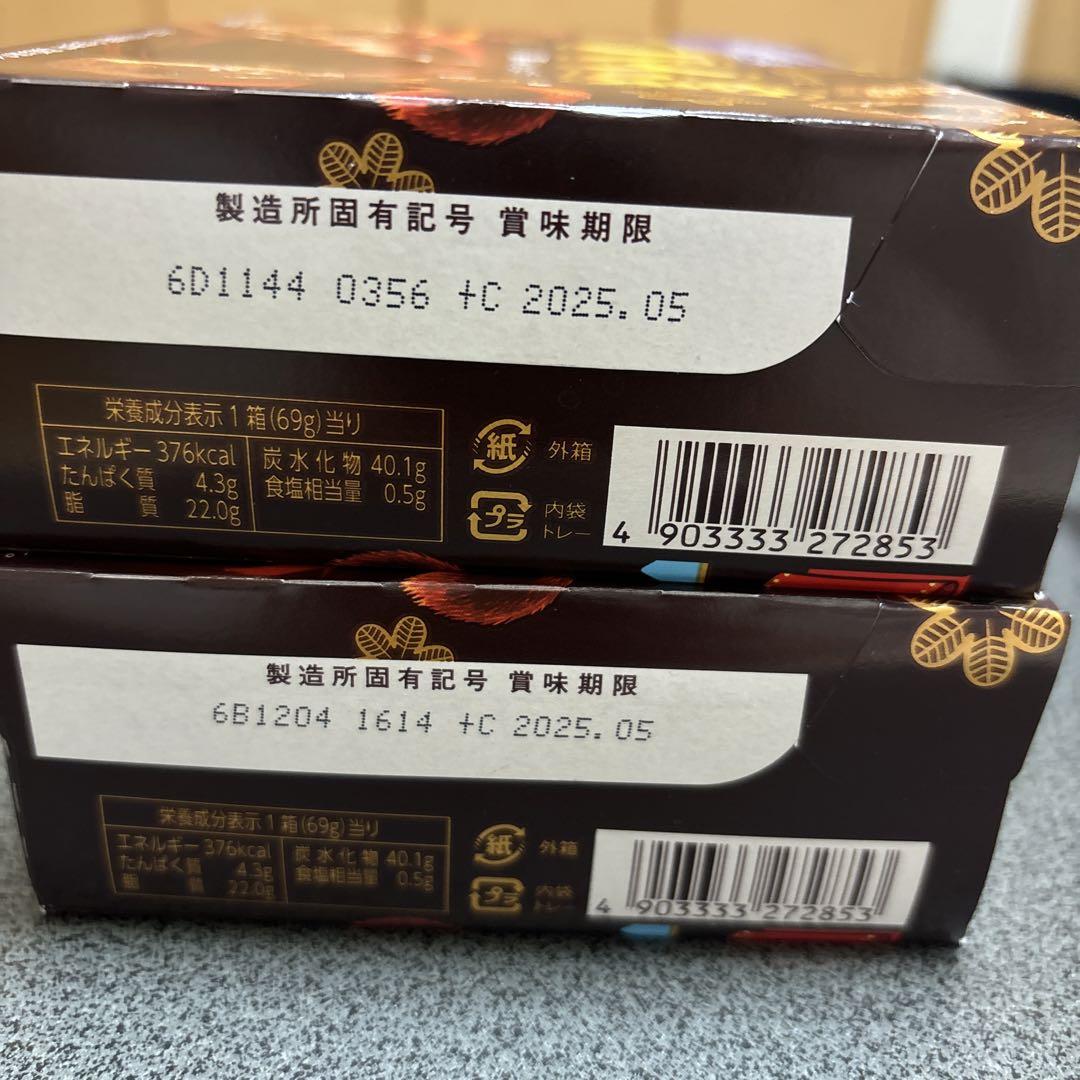 製造所固有記号 賞味期限
6D1144 0356 +C 2025.05
栄養成分表示1箱(69g)当り
エネルギー 376kcal
たんぱく質 4.3g
脂質 22.0g
炭水化物 40.1g
食塩相当量 0.5g
紙 外箱
プラ 内袋
トレー
4 903333 272853
製造所固有記号 賞味期限
6B1204 1614 +C 2025.05
栄養成分表示1箱(69g)当り
エネルギー 376kcal
たんぱく質 4.3g
脂質 22.0g
炭水化物 40.1g
食塩相当量 0.5g
紙 外箱
プラ 内袋
トレー
4 903333 272853